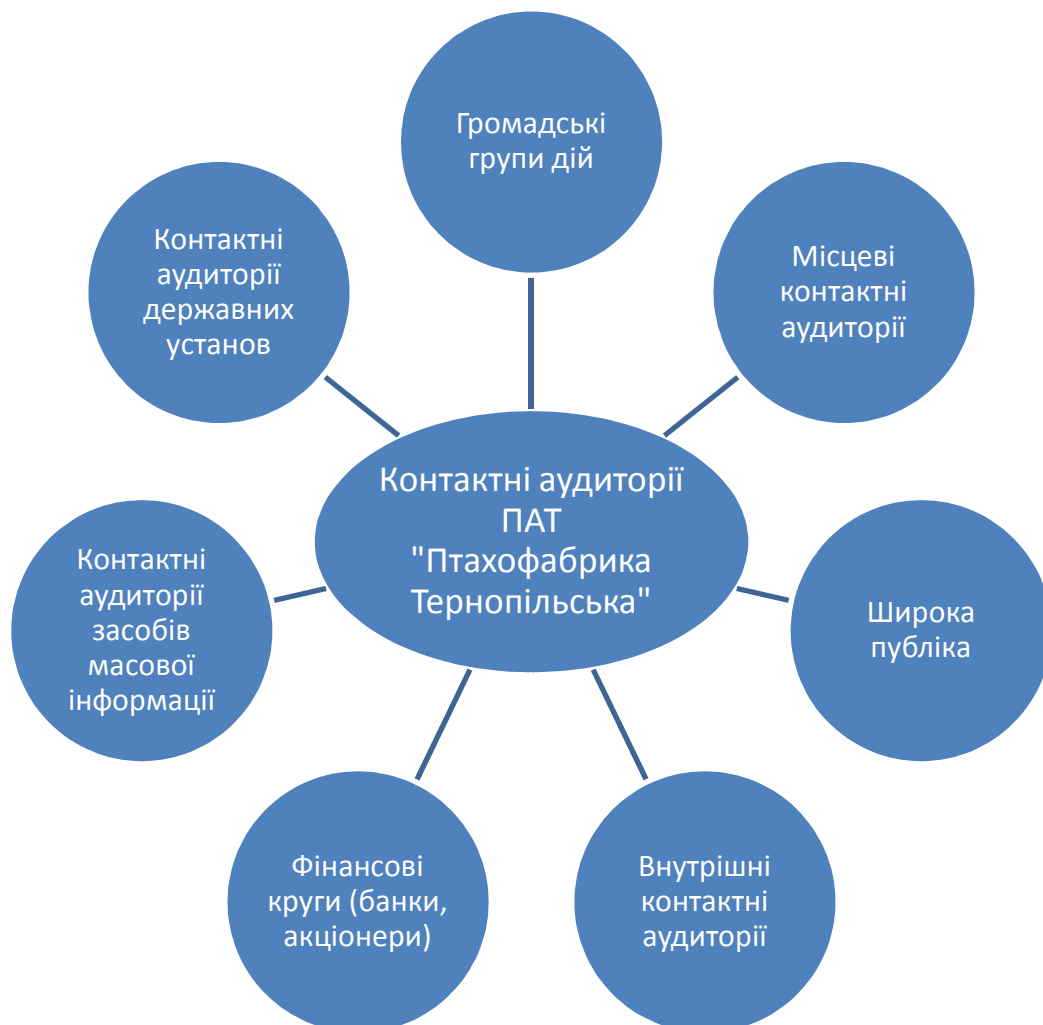 Громадські
групи дій
Місцеві
контактні
аудиторії
Широка
публіка
Внутрішні
контактні
аудиторії
Фінансові
круги (банки,
акціонери)
Контактні
аудиторії
засобів
масової
інформації
Контактні
аудиторії
державних
установ
Контактні аудиторії
ПАТ
"Птахофабрика
Тернопільська"